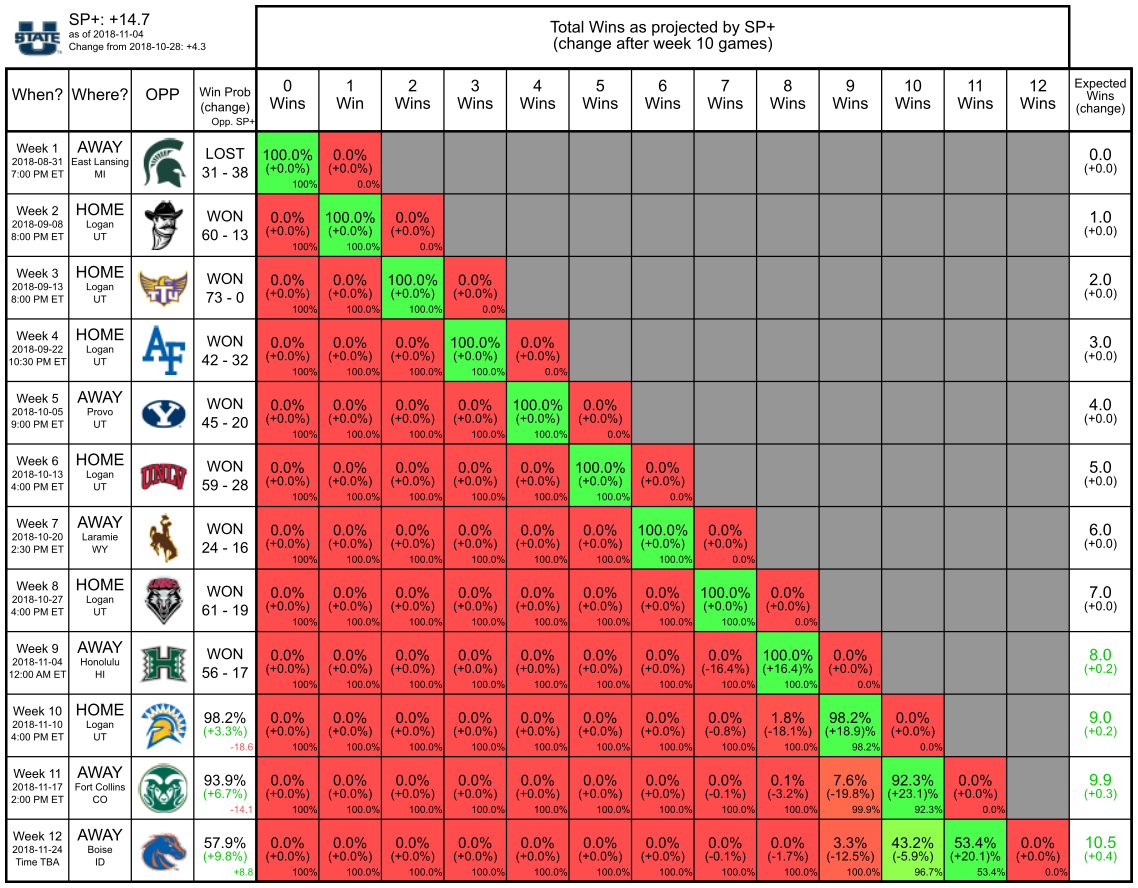 U
STATE
SP+: +14.7
as of 2018-11-04
Change from 2018-10-28: +4.3
Total Wins as projected by SP+
(change after week 10 games)
When? Where? OPP Win Prob (change) Opp. SP+ 0 Wins 1 Win 2 Wins 3 Wins 4 Wins 5 Wins 6 Wins 7 Wins 8 Wins 9 Wins 10 Wins 11 Wins 12 Wins Expected Wins (change)
Week 1 AWAY LOST 100.0% 0.0% 0.0
2018-08-31 East Lansing (+0.0%) (+0.0%) (+0.0)
7:00 PM ET MI 31 - 38 100% 0.0%
Week 2 HOME WON 0.0% 100.0% 0.0% 1.0
2018-09-08 Logan (+0.0%) (+0.0%) (+0.0%) (+0.0)
8:00 PM ET UT 60 - 13 100% 100.0% 0.0%
Week 3 HOME TTU WON 0.0% 0.0% 100.0% 0.0% 2.0
2018-09-13 Logan (+0.0%) (+0.0%) (+0.0%) (+0.0%) (+0.0)
8:00 PM ET UT 73 - 0 100% 100.0% 100.0% 0.0%
Week 4 HOME AF WON 0.0% 0.0% 0.0% 100.0% 0.0% 3.0
2018-09-22 Logan (+0.0%) (+0.0%) (+0.0%) (+0.0%) (+0.0%) (+0.0)
10:30 PM ET UT 42 - 32 100% 100.0% 100.0% 100.0% 0.0%
Week 5 AWAY Y WON 0.0% 0.0% 0.0% 0.0% 100.0% 0.0% 4.0
2018-10-05 Provo (+0.0%) (+0.0%) (+0.0%) (+0.0%) (+0.0%) (+0.0%) (+0.0)
9:00 PM ET UT 45 - 20 100% 100.0% 100.0% 100.0% 100.0% 0.0%
Week 6 HOME UNLV WON 0.0% 0.0% 0.0% 0.0% 0.0% 100.0% 0.0% 5.0
2018-10-13 Logan (+0.0%) (+0.0%) (+0.0%) (+0.0%) (+0.0%) (+0.0%) (+0.0%) (+0.0)
4:00 PM ET UT 59 - 28 100% 100.0% 100.0% 100.0% 100.0% 100.0% 0.0%
Week 7 AWAY WON 0.0% 0.0% 0.0% 0.0% 0.0% 0.0% 100.0% 0.0% 6.0
2018-10-20 Laramie (+0.0%) (+0.0%) (+0.0%) (+0.0%) (+0.0%) (+0.0%) (+0.0%) (+0.0%) (+0.0)
2:30 PM ET WY 24 - 16 100% 100.0% 100.0% 100.0% 100.0% 100.0% 100.0% 0.0%
Week 8 HOME WON 0.0% 0.0% 0.0% 0.0% 0.0% 0.0% 0.0% 100.0% 0.0% 7.0
2018-10-27 Logan (+0.0%) (+0.0%) (+0.0%) (+0.0%) (+0.0%) (+0.0%) (+0.0%) (+0.0%) (+0.0%) (+0.0)
4:00 PM ET UT 61 - 19 100% 100.0% 100.0% 100.0% 100.0% 100.0% 100.0% 100.0% 0.0%
Week 9 AWAY H WON 0.0% 0.0% 0.0% 0.0% 0.0% 0.0% 0.0% 0.0% 100.0% 0.0% 8.0
2018-11-04 Honolulu (+0.0%) (+0.0%) (+0.0%) (+0.0%) (+0.0%) (+0.0%) (+0.0%) (-16.4%) (+16.4)% (+0.0%) (+0.2)
12:00 AM ET HI 56 - 17 100% 100.0% 100.0% 100.0% 100.0% 100.0% 100.0% 100.0% 100.0% 0.0%
Week 10 HOME 98.2% 0.0% 0.0% 0.0% 0.0% 0.0% 0.0% 0.0% 0.0% 1.8% 98.2% 0.0% 9.0
2018-11-10 Logan (+3.3%) (+0.0%) (+0.0%) (+0.0%) (+0.0%) (+0.0%) (+0.0%) (+0.0%) (-0.8%) (-18.1%) (+18.9)% (+0.0%) (+0.2)
4:00 PM ET UT -18.6 100% 100.0% 100.0% 100.0% 100.0% 100.0% 100.0% 100.0% 100.0% 98.2% 0.0%
Week 11 AWAY 93.9% 0.0% 0.0% 0.0% 0.0% 0.0% 0.0% 0.0% 0.0% 0.1% 7.6% 92.3% 0.0% 9.9
2018-11-17 Fort Collins (+6.7%) (+0.0%) (+0.0%) (+0.0%) (+0.0%) (+0.0%) (+0.0%) (+0.0%) (-0.1%) (-3.2%) (-19.8%) (+23.1)% (+0.0%) (+0.3)
2:00 PM ET CO -14.1 100% 100.0% 100.0% 100.0% 100.0% 100.0% 100.0% 100.0% 100.0% 99.9% 92.3% 0.0%
Week 12 AWAY 57.9% 0.0% 0.0% 0.0% 0.0% 0.0% 0.0% 0.0% 0.0% 0.0% 3.3% 43.2% 53.4% 0.0% 10.5
2018-11-24 Boise (+9.8%) (+0.0%) (+0.0%) (+0.0%) (+0.0%) (+0.0%) (+0.0%) (+0.0%) (-0.1%) (-1.7%) (-12.5%) (-5.9%) (+20.1)% (+0.0%) (+0.4)
Time TBA ID +8.8 100% 100.0% 100.0% 100.0% 100.0% 100.0% 100.0% 100.0% 100.0% 100.0% 96.7% 53.4% 0.0%